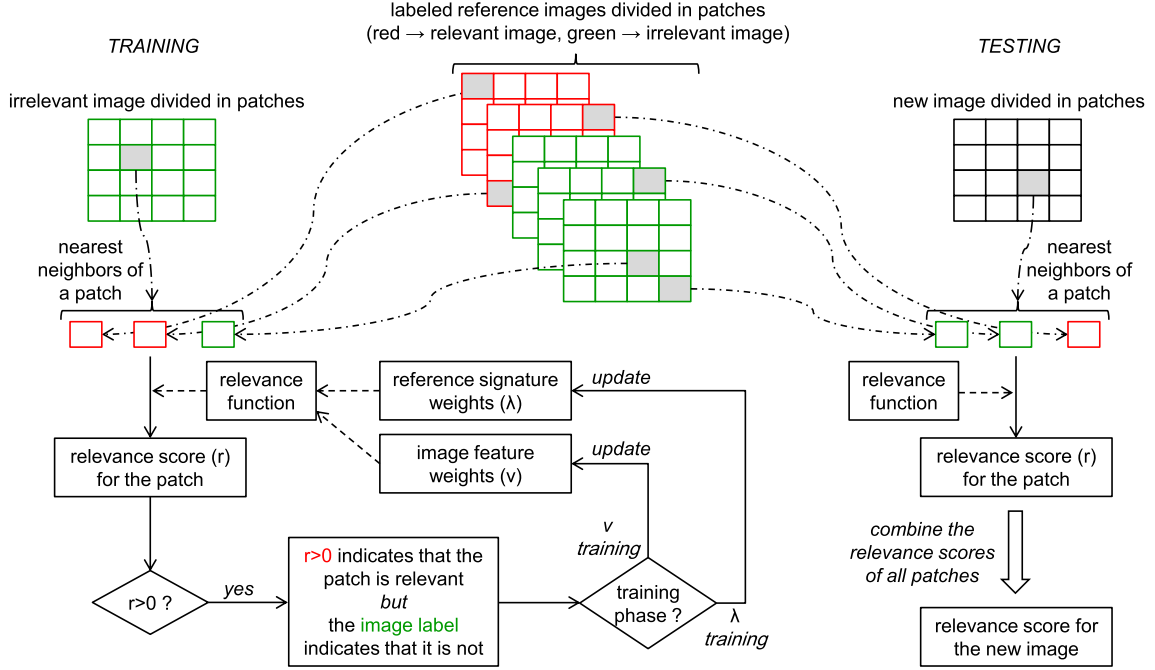 labeled reference images divided in patches
(red → relevant image, green → irrelevant image)
TRAINING
TESTING
irrelevant image divided in patches
new image divided in patches
nearest
neighbors of
a patch
nearest
neighbors of
a patch
relevance
function
reference signature
weights (λ)
update
relevance
function
relevance score (r)
for the patch
image feature
weights (v)
update
relevance score (r)
for the patch
v
training
combine the
relevance scores
of all patches
r>0 ?
yes
r>0 indicates that the
patch is relevant
but
the image label
indicates that it is not
training
phase ?
λ
training
relevance score for
the new image